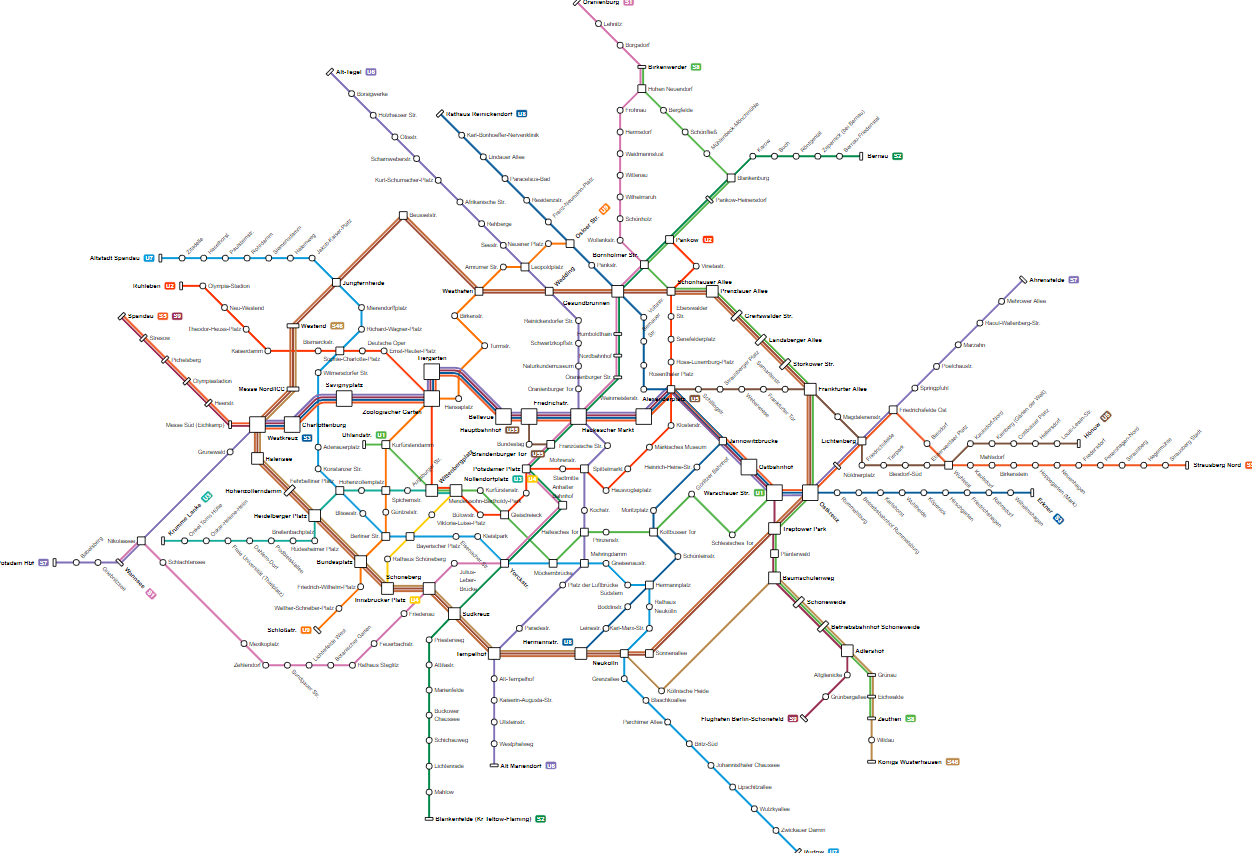 Oranienburg S1
Lehnitz
Borgsdorf
Birkenwerder S8
Hohen Neuendorf
Alt-Tegel U6
Borsigwerke
Holzhauser Str.
Otisstr.
Scharnweberstr.
Kurt-Schumacher-Platz
Afrikanische Str.
Rehberge
Seestr.
Rathaus Reinickendorf U8
Karl-Bonhoeffer-Nervenklinik
Lindauer Allee
Paracelsus-Bad
Residenzstr.
Franz-Neumann-Platz
Osloer Str. U9
Nauener Platz
Leopoldplatz
Amrumer Str.
Wedding
Pankstr.
Frohnau
Hermsdorf
Waidmannslust
Wittenau
Wilhelmsruh
Schönholz
Wollankstr.
Bergfelde
Schönfließ
Mühlenbeck-Mönchmühle
Blankenburg
Pankow-Heinersdorf
Karow
Buch
Röntgental
Zepernick (bei Bernau)
Bernau-Friedenstal
Bernau S2
Pankow U2
Vinetastr.
Bornholmer Str.
Schönhauser Allee
Prenzlauer Allee
Gesundbrunnen
Greifswalder Str.
Landsberger Allee
Storkower Str.
Frankfurter Allee
Beusselstr.
Westhafen
Birkenstr.
Turmstr.
Hansaplatz
Altstadt Spandau U7
Zitadelle
Haselhorst
Paulsternstr.
Rohrdamm
Siemensdamm
Halemweg
Jakob-Kaiser-Platz
Jungfernheide
Mierendorffplatz
Richard-Wagner-Platz
Ruhleben U2
Olympia-Stadion
Neu-Westend
Theodor-Heuss-Platz
Kaiserdamm
Westend S46
Bismarckstr.
Sophie-Charlotte-Platz
Deutsche Oper
Ernst-Reuter-Platz
Wilmersdorfer Str.
Spandau S5 S9
Stresow
Pichelsberg
Olympiastadion
Heerstr.
Messe Süd (Eichkamp)
Messe Nord/ICC
Westkreuz
Charlottenburg
Savignyplatz
Zoologischer Garten
Tiergarten
Bellevue
Hauptbahnhof U55
Friedrichstr.
Hackescher Markt
Alexanderplatz U5
Jannowitzbrücke
Ostbahnhof
Warschauer Str. U1
Ostkreuz
Reinickendorfer Str.
Schwartzkopffstr.
Naturkundemuseum
Oranienburger Tor
Humboldthain
Nordbahnhof
Oranienburger Str.
Voltastr.
Bernauer Str.
Rosenthaler Platz
Weinmeisterstr.
Eberswalder Str.
Senefelderplatz
Rosa-Luxemburg-Platz
Schillingstr.
Strausberger Platz
Weberwiese
Samariterstr.
Frankfurter Tor
Magdalenenstr.
Lichtenberg
Nöldnerplatz
Ahrensfelde S7
Mehrower Allee
Raoul-Wallenberg-Str.
Marzahn
Poelchaustr.
Springpfuhl
Friedrichsfelde Ost
Friedrichsfelde
Tierpark
Biesdorf-Süd
Biesdorf
Elsterwerdaer Platz
Wuhletal
Kaulsdorf-Nord
Kienberg (Gärten der Welt)
Cottbusser Platz
Hellersdorf
Louis-Lewin-Str.
Hönow U5
Kaulsdorf
Mahlsdorf
Birkenstein
Hoppegarten (Mark)
Neuenhagen
Fredersdorf
Petershagen-Nord
Strausberg
Hegermühle
Strausberg Stadt
Strausberg Nord
Rummelsburg
Betriebsbahnhof Rummelsburg
Karlshorst
Wuhlheide
Köpenick
Hirschgarten
Friedrichshagen
Rahnsdorf
Wilhelmshagen
Erkner S3
Grunewald
Halensee
Hohenzollerndamm
Heidelberger Platz
Bundesplatz
Innsbrucker Platz U4
Schöneberg
Südkreuz
Tempelhof
Hermannstr. U8
Neukölln
Sonnenallee
Treptower Park
Plänterwald
Baumschulenweg
Schöneweide
Betriebsbahnhof Schöneweide
Adlershof
Altglienicke
Grünbergallee
Flughafen Berlin-Schönefeld S9
Grünau
Eichwalde
Zeuthen S8
Wildau
Königs Wusterhausen S46
Köllnische Heide
Uhlandstr. U1
Kurfürstendamm
Adenauerplatz
Konstanzer Str.
Fehrbelliner Platz
Hohenzollernplatz
Spichernstr.
Augsburger Str.
Wittenbergplatz
Nollendorfplatz U3 U4
Kurfürstenstr.
Bülowstr.
Gleisdreieck
Mendelssohn-Bartholdy-Park
Viktoria-Luise-Platz
Güntzelstr.
Blissestr.
Berliner Str.
Bayerischer Platz
Eisenacher Str.
Kleistpark
Rathaus Schöneberg
Julius-
Leber-
Brücke
Yorckstr.
Möckernbrücke
Mehringdamm
Gneisenaustr.
Südstern
Hermannplatz
Hallesches Tor
Prinzenstr.
Kottbusser Tor
Görlitzer Bahnhof
Schlesisches Tor
Schönleinstr.
Moritzplatz
Heinrich-Heine-Str.
Märkisches Museum
Klosterstr.
Spittelmarkt
Hausvogteiplatz
Stadtmitte
Mohrenstr.
Französische Str.
Kochstr.
Potsdamer Platz
Anhalter
Bahnhof
Brandenburger Tor U55
Bundestag
Platz der Luftbrücke
Paradestr.
Boddinstr.
Leinestr.
Rathaus
Neukölln
Karl-Marx-Str.
Grenzallee
Blaschkoallee
Parchimer Allee
Britz-Süd
Johannisthaler Chaussee
Lipschitzallee
Wutzkyallee
Zwickauer Damm
Rudow U7
Alt-Tempelhof
Kaiserin-Augusta-Str.
Ullsteinstr.
Westphalweg
Alt Mariendorf U6
Priesterweg
Attilastr.
Marienfelde
Buckower
Chaussee
Schichauweg
Lichtenrade
Mahlow
Blankenfelde (Kr Teltow-Fläming) S2
Friedenau
Feuerbachstr.
Rathaus Steglitz
Botanischer Garten
Lichterfelde West
Sundgauer Str.
Zehlendorf
Mexikoplatz
Schlachtensee
Nikolassee
Wannsee S1
Griebnitzsee
Babelsberg
Potsdam Hbf S7
Krumme Lanke U3
Onkel Toms Hütte
Oskar-Helene-Heim
Freie Universität (Thielplatz)
Dahlem-Dorf
Podbielskiallee
Breitenbachplatz
Rüdesheimer Platz
Friedrich-Wilhelm-Platz
Walther-Schreiber-Platz
Schloßstr. U9